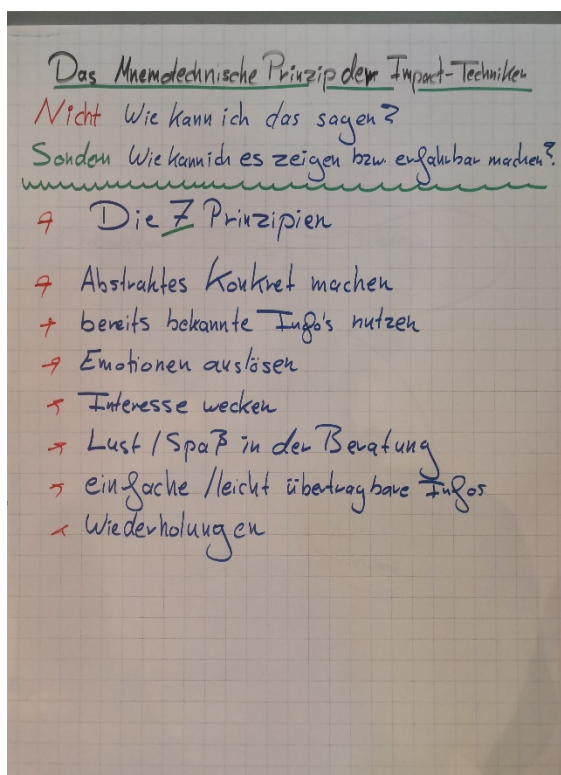 Das Mnemotechnische Prinzip der Impact-Techniken
Nicht Wie kann ich das sagen?
Sondern Wie kann ich es zeigen bzw. erfahrbar machen?
Die 7 Prinzipien
Abstraktes Konkret machen
bereits bekannte Info's nutzen
Emotionen auslösen
Interesse wecken
Lust / Spaß in der Beratung
einfache / leicht übertragbare Infos
Wiederholungen